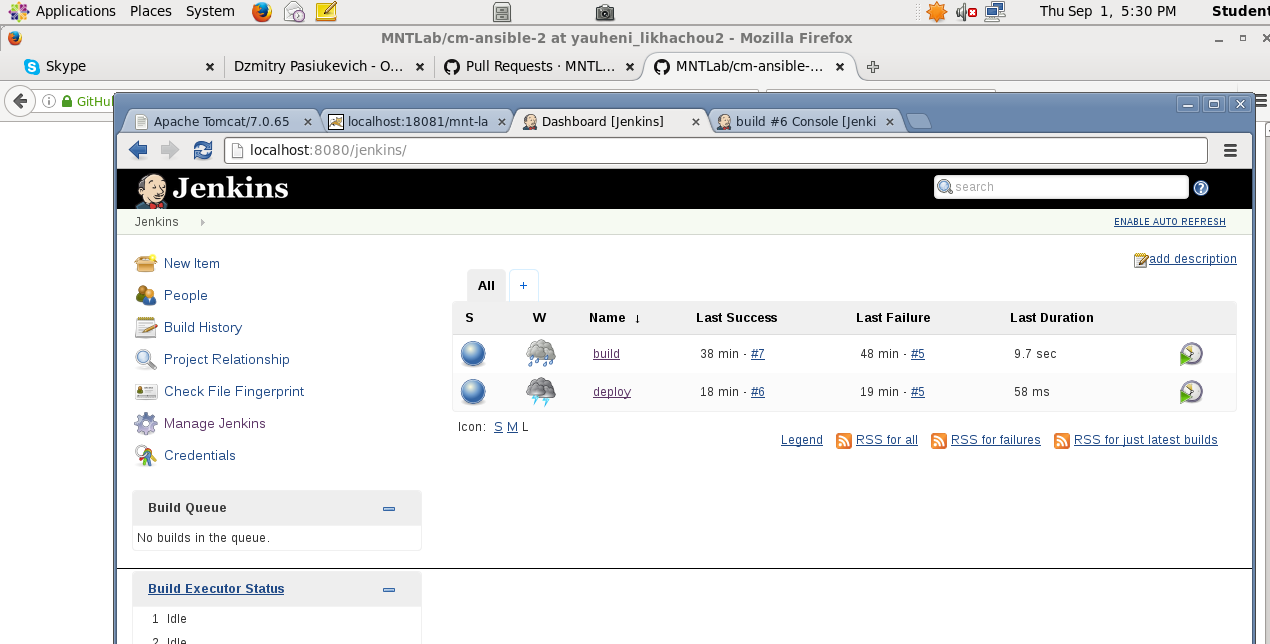 Applications Places System Thu Sep 1, 5:30 PM Student
MNTLab/cm-ansible-2 at yauheni_likhachou2 - Mozilla Firefox
Skype Dzmitry Pasiukevich - O... Pull Requests · MNTL... MNTLab/cm-ansible-...
GitHu
Apache Tomcat/7.0.65 localhost:18081/mnt-la Dashboard [Jenkins] build #6 Console [Jenki
localhost:8080/jenkins/
Jenkins search
Jenkins ENABLE AUTO REFRESH
add description
New Item
People
Build History
Project Relationship
Check File Fingerprint
Manage Jenkins
Credentials
All +
S W Name ↓ Last Success Last Failure Last Duration
build 38 min - #7 48 min - #5 9.7 sec
deploy 18 min - #6 19 min - #5 58 ms
Icon: S M L
Legend RSS for all RSS for failures RSS for just latest builds
Build Queue
No builds in the queue.
Build Executor Status
1 Idle
2 Idle